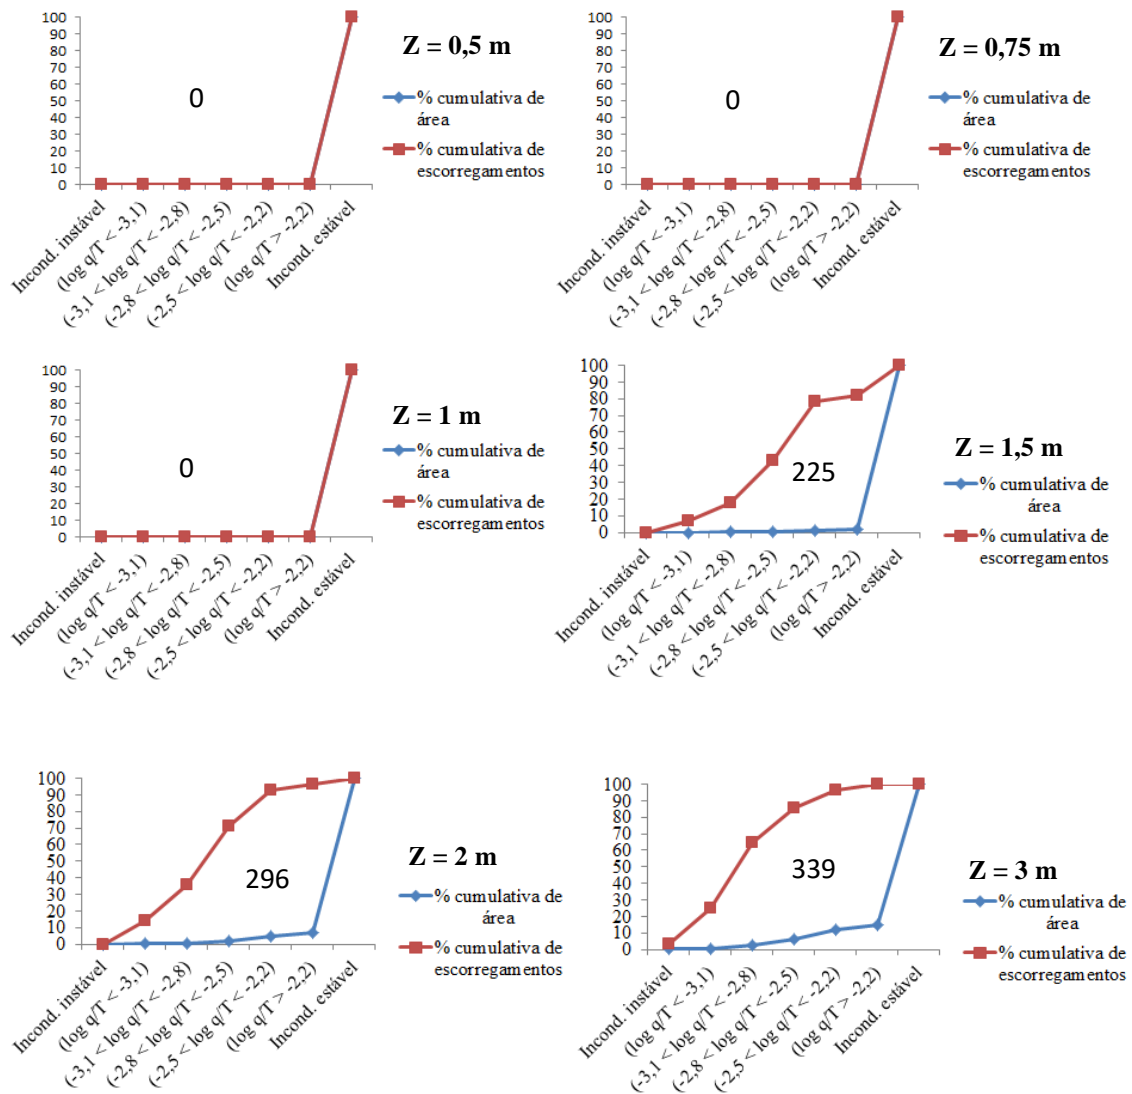 100
90
80
70
60
50
40
30
20
10
0
0
Z = 0,5 m
% cumulativa de
área
% cumulativa de
escorregamentos
Incond. instável
(log q/T < -3,1)
(-3,1 < log q/T < -2,8)
(-2,8 < log q/T < -2,5)
(-2,5 < log q/T < -2,2)
(log q/T > -2,2)
Incond. estável
100
90
80
70
60
50
40
30
20
10
0
0
Z = 0,75 m
% cumulativa de
área
% cumulativa de
escorregamentos
Incond. instável
(log q/T < -3,1)
(-3,1 < log q/T < -2,8)
(-2,8 < log q/T < -2,5)
(-2,5 < log q/T < -2,2)
(log q/T > -2,2)
Incond. estável
100
90
80
70
60
50
40
30
20
10
0
0
Z = 1 m
% cumulativa de
área
% cumulativa de
escorregamentos
Incond. instável
(log q/T < -3,1)
(-3,1 < log q/T < -2,8)
(-2,8 < log q/T < -2,5)
(-2,5 < log q/T < -2,2)
(log q/T > -2,2)
Incond. estável
100
90
80
70
60
50
40
30
20
10
0
225
Z = 1,5 m
% cumulativa de
área
% cumulativa de
escorregamentos
Incond. instável
(log q/T < -3,1)
(-3,1 < log q/T < -2,8)
(-2,8 < log q/T < -2,5)
(-2,5 < log q/T < -2,2)
(log q/T > -2,2)
Incond. estável
100
90
80
70
60
50
40
30
20
10
0
296
Z = 2 m
% cumulativa de
área
% cumulativa de
escorregamentos
Incond. instável
(log q/T < -3,1)
(-3,1 < log q/T < -2,8)
(-2,8 < log q/T < -2,5)
(-2,5 < log q/T < -2,2)
(log q/T > -2,2)
Incond. estável
100
90
80
70
60
50
40
30
20
10
0
339
Z = 3 m
% cumulativa de
área
% cumulativa de
escorregamentos
Incond. instável
(log q/T < -3,1)
(-3,1 < log q/T < -2,8)
(-2,8 < log q/T < -2,5)
(-2,5 < log q/T < -2,2)
(log q/T > -2,2)
Incond. estável